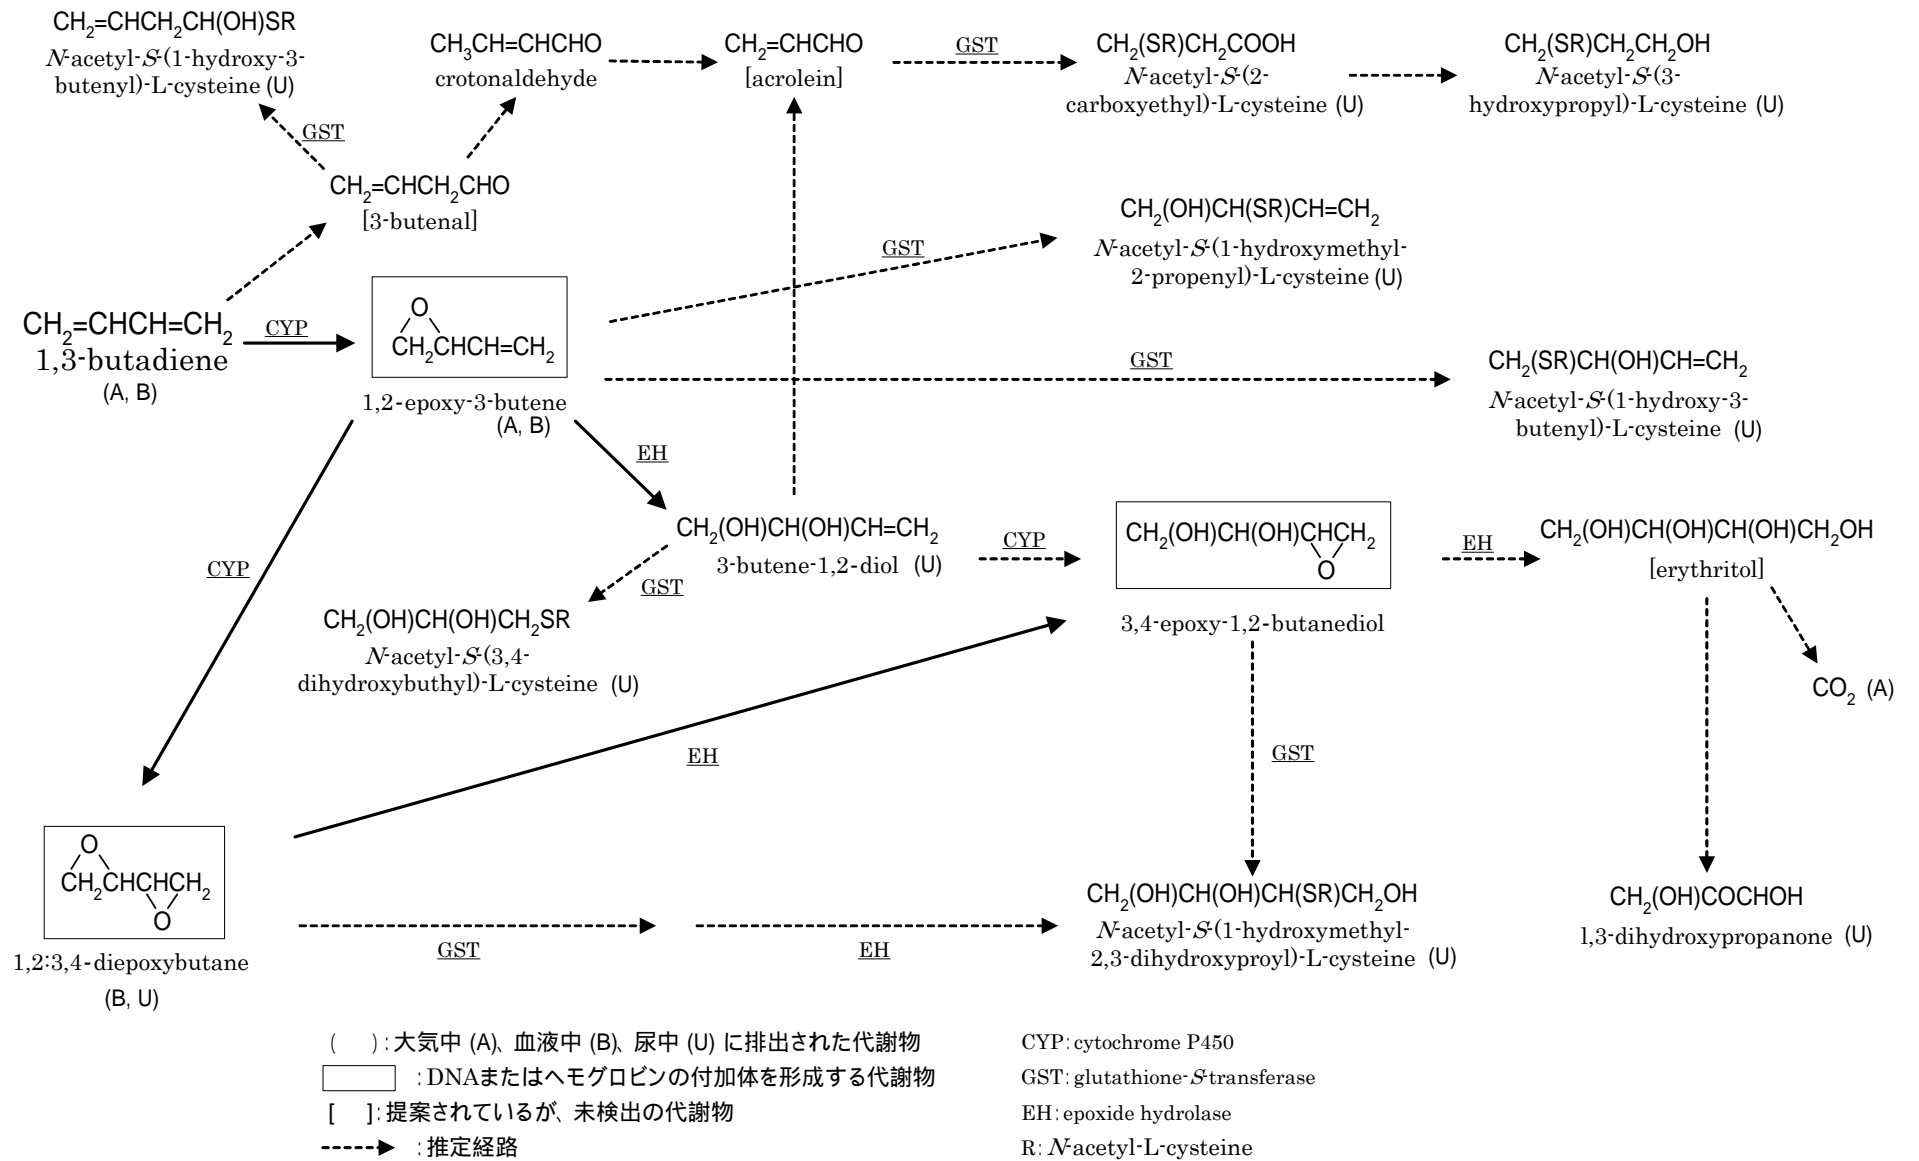 CH2=CHCH2CH(OH)SR
N-acetyl-S-(1-hydroxy-3-
butenyl)-L-cysteine (U)
CH3CH=CHCHO
crotonaldehyde
CH2=CHCHO
[acrolein]
GST
CH2(SR)CH2COOH
N-acetyl-S-(2-
carboxyethyl)-L-cysteine (U)
CH2(SR)CH2CH2OH
N-acetyl-S-(3-
hydroxypropyl)-L-cysteine (U)
GST
CH2=CHCH2CHO
[3-butenal]
CH2(OH)CH(SR)CH=CH2
N-acetyl-S-(1-hydroxymethyl-
2-propenyl)-L-cysteine (U)
GST
CH2=CHCH=CH2
1,3-butadiene
(A, B)
CYP
O
CH2CHCH=CH2
1,2-epoxy-3-butene
(A, B)
GST
CH2(SR)CH(OH)CH=CH2
N-acetyl-S-(1-hydroxy-3-
butenyl)-L-cysteine (U)
EH
CH2(OH)CH(OH)CH=CH2
3-butene-1,2-diol (U)
CYP
CH2(OH)CH(OH)CHCH2
O
3,4-epoxy-1,2-butanediol
EH
CH2(OH)CH(OH)CH(OH)CH2OH
[erythritol]
CYP
GST
CH2(OH)CH(OH)CH2SR
N-acetyl-S-(3,4-
dihydroxybuthyl)-L-cysteine (U)
CO2 (A)
EH
GST
O
CH2CHCHCH2
O
1,2:3,4-diepoxybutane
(B, U)
GST
EH
CH2(OH)CH(OH)CH(SR)CH2OH
N-acetyl-S-(1-hydroxymethyl-
2,3-dihydroxyproyl)-L-cysteine (U)
CH2(OH)COCHOH
l,3-dihydroxypropanone (U)
( ) : 大気中 (A)、血液中 (B)、尿中 (U) に排出された代謝物
: DNAまたはヘモグロビンの付加体を形成する代謝物
[ ] : 提案されているが、未検出の代謝物
: 推定経路
CYP: cytochrome P450
GST: glutathione-S-transferase
EH: epoxide hydrolase
R: N-acetyl-L-cysteine